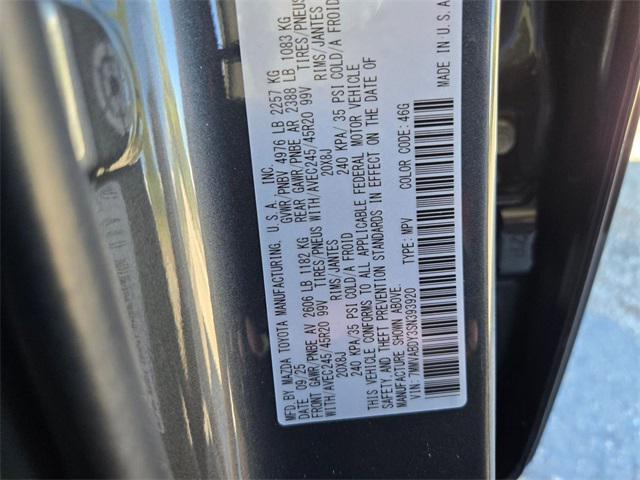 MFD. BY MAZDA TOYOTA MANUFACTURING, U.S.A., INC.
DATE 09/25 GVWR/PNBV 4976 LB 2257 KG
FRONT GAWR/PNBE AV 2606 LB 1182 KG REAR GAWR/PNBE AR 2388 LB 1083 KG
WITH/AVEC245/45R20 99V TIRES/PNEUS WITH/AVEC245/45R20 99V TIRES/PNEUS
20X8J RIMS/JANTES 20X8J RIMS/JANTES
240 KPA/35 PSI COLD/A FROID 240 KPA/35 PSI COLD/A FROID
THIS VEHICLE CONFORMS TO ALL APPLICABLE FEDERAL MOTOR VEHICLE
SAFETY, AND THEFT PREVENTION STANDARDS IN EFFECT ON THE DATE OF
MANUFACTURE SHOWN ABOVE.
VIN: 7MMVABDY3SN393920 TYPE: MPV COLOR CODE: 46G
MADE IN U.S.A.